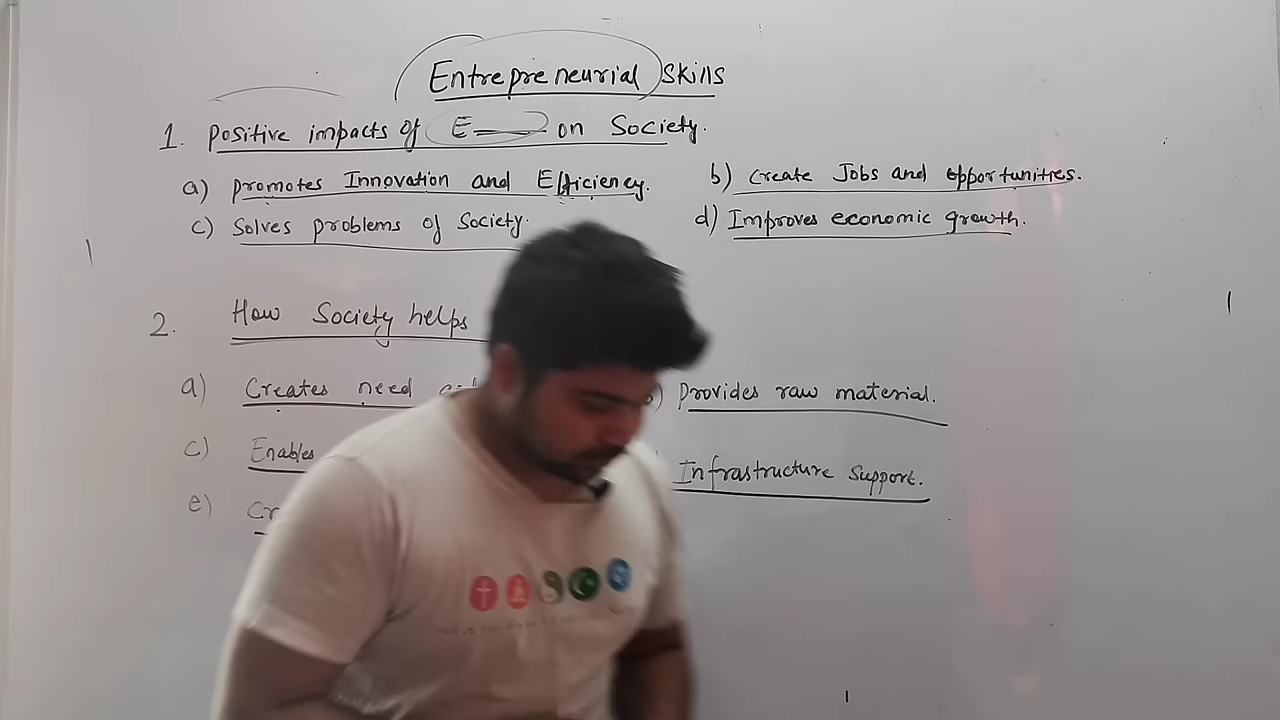 Entrepreneurial Skills
1. Positive impacts of E—— on Society.
a) Promotes Innovation and Efficiency. b) Create Jobs and opportunities.
c) Solves problems of Society. d) Improves economic growth.
2. How Society helps
a) Creates need Provides raw material.
c) Enables Infrastructure Support.
e)